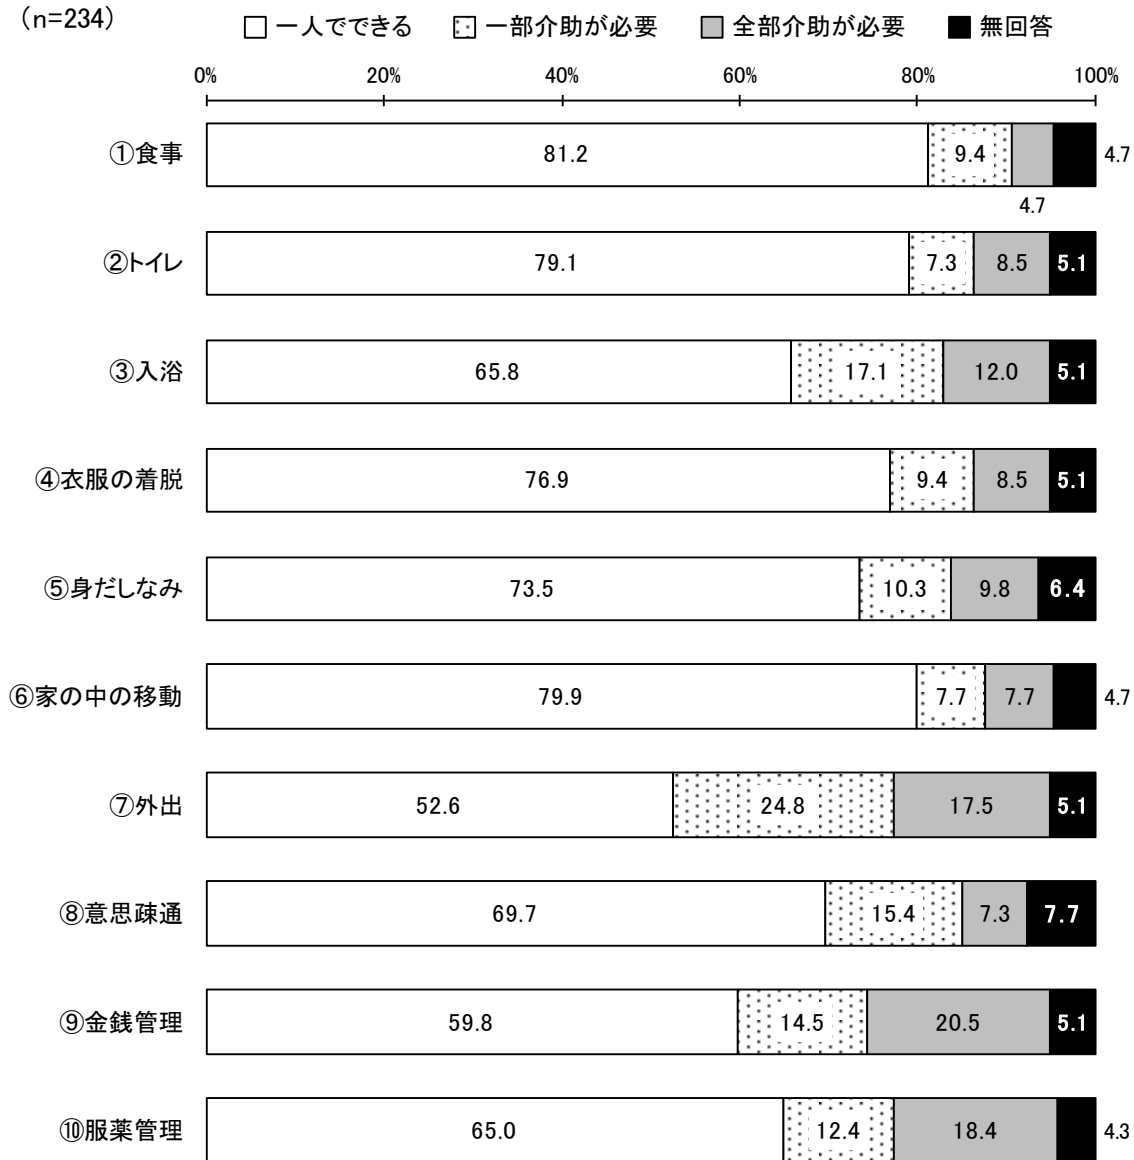 （n=234）
一人でできる 一部介助が必要 全部介助が必要 無回答
0% 20% 40% 60% 80% 100%
①食事 81.2 9.4 4.7
4.7
②トイレ 79.1 7.3 8.5 5.1
③入浴 65.8 17.1 12.0 5.1
④衣服の着脱 76.9 9.4 8.5 5.1
⑤身だしなみ 73.5 10.3 9.8 6.4
⑥家の中の移動 79.9 7.7 7.7 4.7
⑦外出 52.6 24.8 17.5 5.1
⑧意思疎通 69.7 15.4 7.3 7.7
⑨金銭管理 59.8 14.5 20.5 5.1
⑩服薬管理 65.0 12.4 18.4 4.3